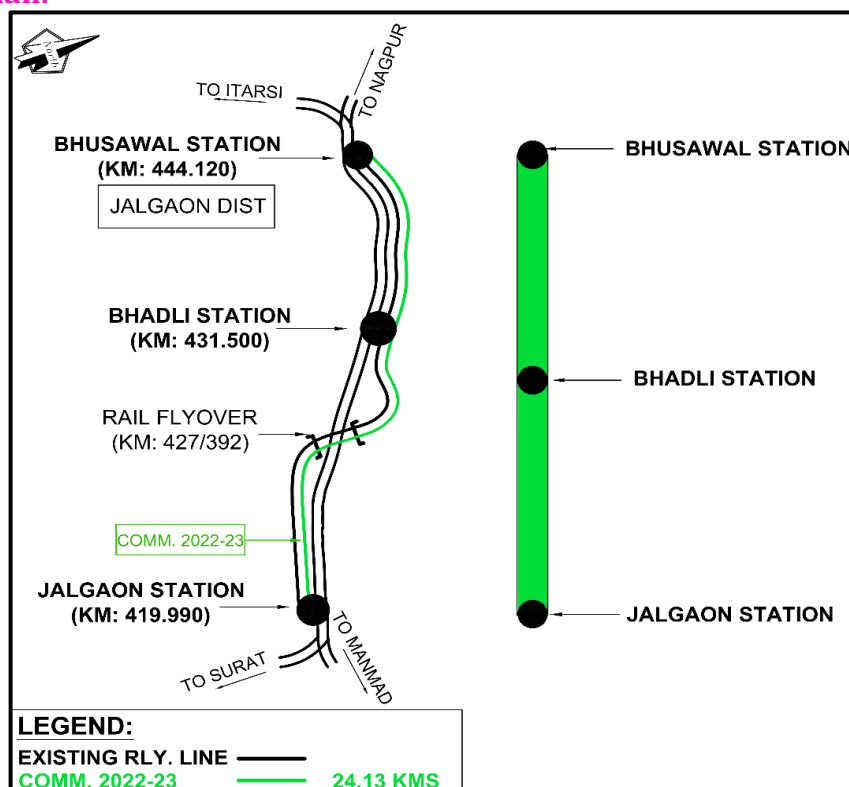 North
TO ITARSI
TO NAGPUR
BHUSAWAL STATION
(KM: 444.120)
JALGAON DIST
BHADLI STATION
(KM: 431.500)
RAIL FLYOVER
(KM: 427/392)
COMM. 2022-23
JALGAON STATION
(KM: 419.990)
TO SURAT
TO MANMAD
BHUSAWAL STATION
BHADLI STATION
JALGAON STATION
LEGEND:
EXISTING RLY. LINE
COMM. 2022-23 24.13 KMS